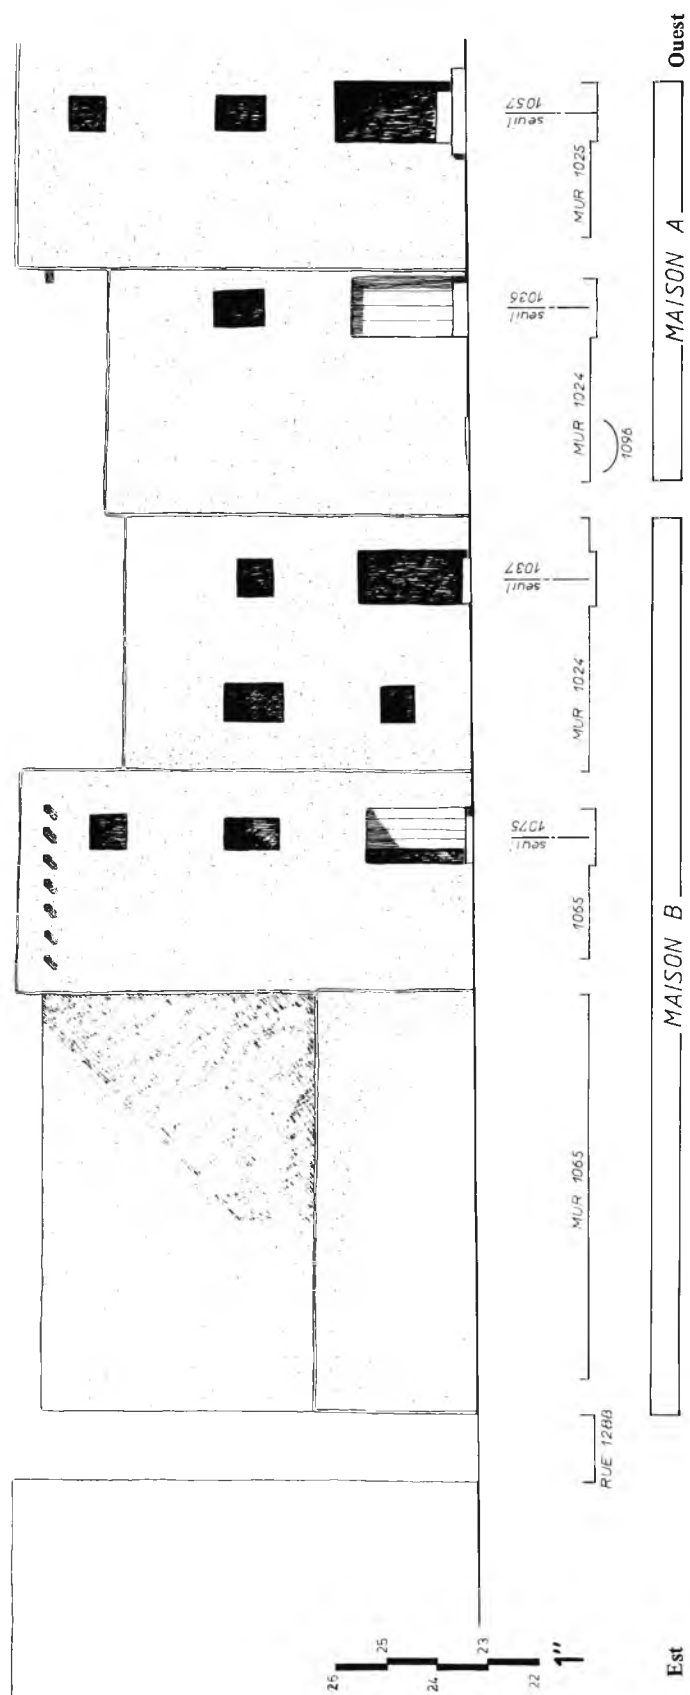 Est
Ouest
26
25
24
23
22
1"
RUE 1288
MUR 1065
1065
seuil
1075
MUR 1024
seuil
1037
1096
MUR 1024
seuil
1036
MUR 1025
seuil
1057
MAISON B
MAISON A